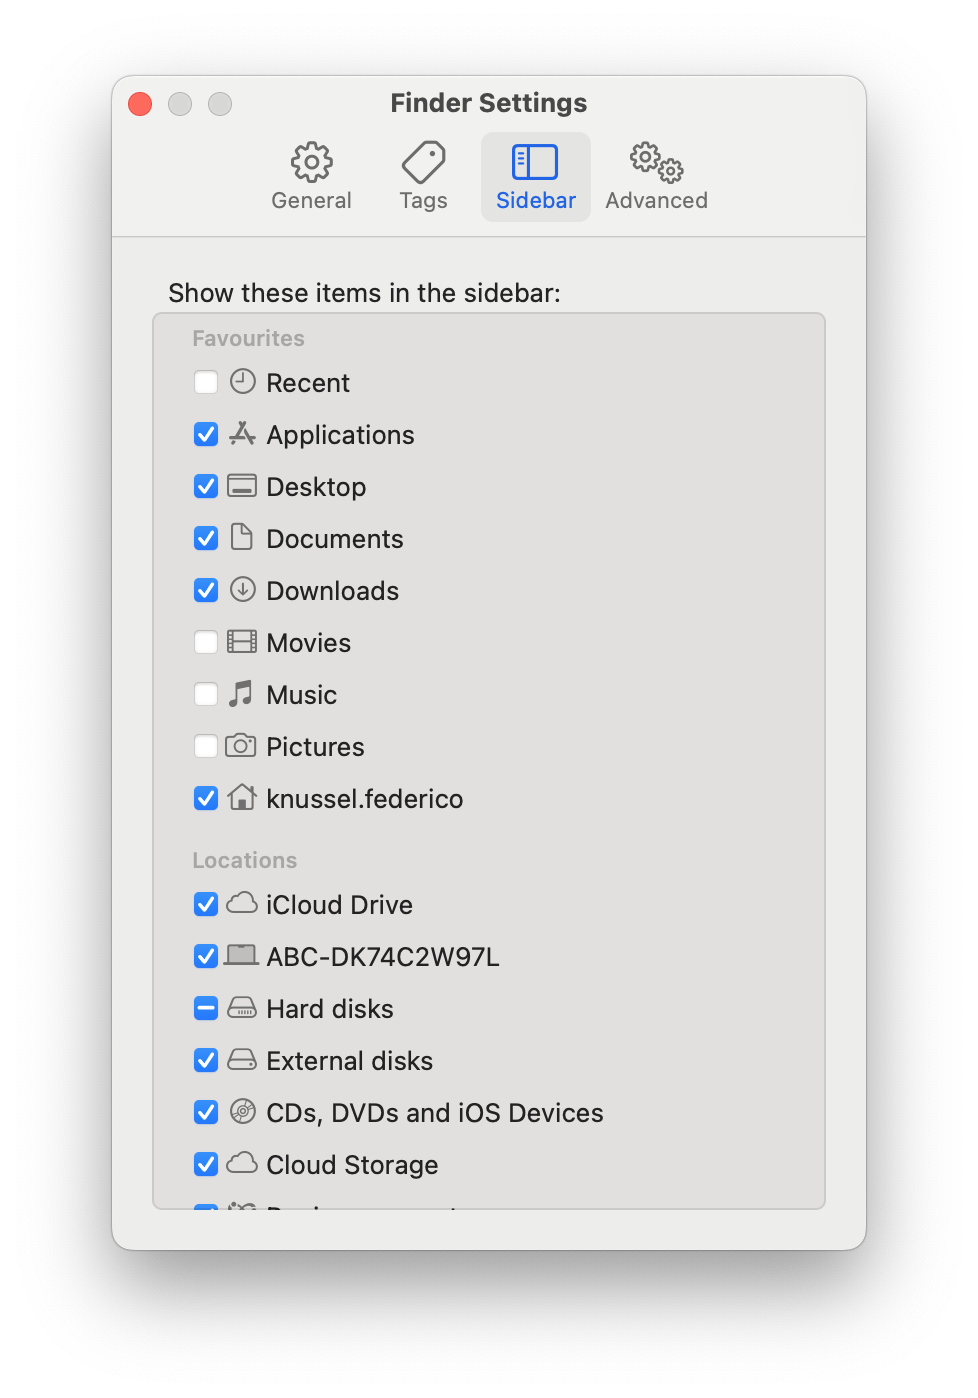 Finder Settings
General Tags Sidebar Advanced
Show these items in the sidebar:
Favourites
Recent
Applications
Desktop
Documents
Downloads
Movies
Music
Pictures
knussel.federico
Locations
iCloud Drive
ABC-DK74C2W97L
Hard disks
External disks
CDs, DVDs and iOS Devices
Cloud Storage